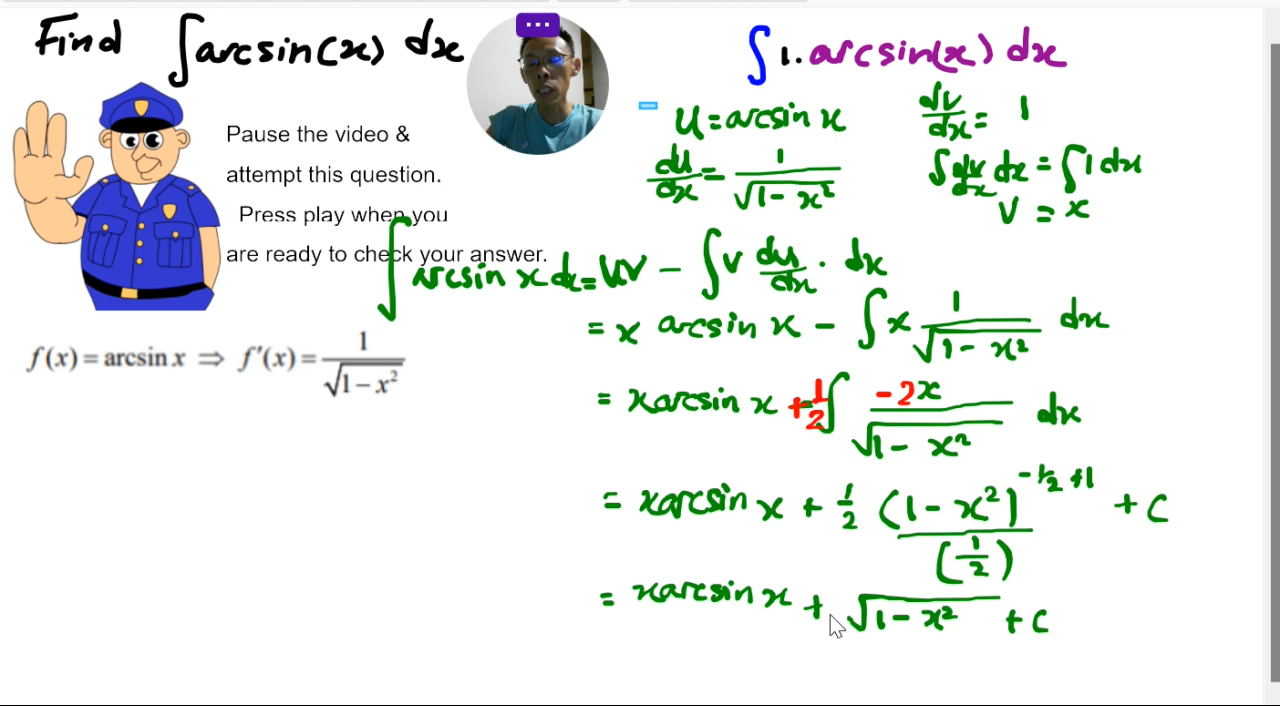 Find ∫arcsin(x) dx
Pause the video &
attempt this question.
Press play when you
are ready to check your answer.
f(x) = arcsin x ⇒ f'(x) = 1/√(1 − x²)
∫ 1. arcsin(x) dx
u = arcsin x
du/dx = 1/√(1 − x²)
dv/dx = 1
∫ dv/dx dx = ∫ 1 dx
v = x
∫ arcsin x dx = uv − ∫ v du/dx . dx
= x arcsin x − ∫ x 1/√(1 − x²) dx
= x arcsin x + 1/2 ∫ −2x/√(1 − x²) dx
= x arcsin x + 1/2 (1 − x²)^(−1/2 + 1)/(1/2) + C
= x arcsin x + √(1 − x²) + C